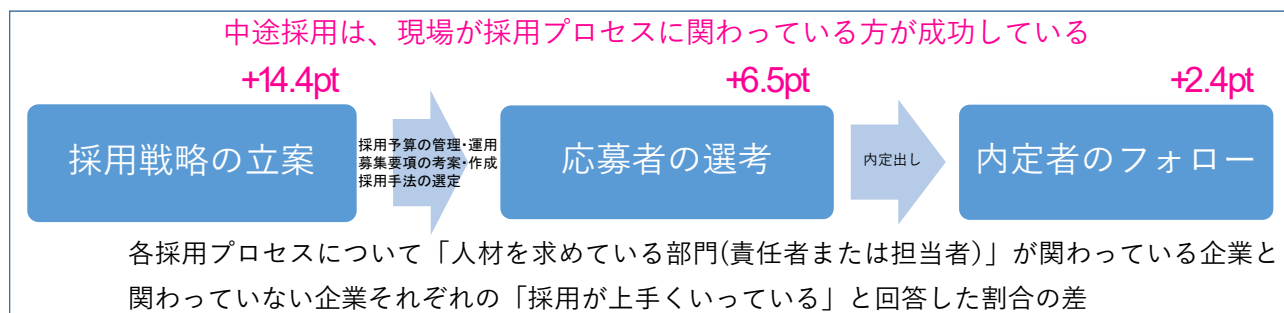 中途採用は、現場が採用プロセスに関わっている方が成功している
+14.4pt
+6.5pt
+2.4pt
採用戦略の立案
採用予算の管理・運用
募集要項の考案・作成
採用手法の選定
応募者の選考
内定出し
内定者のフォロー
各採用プロセスについて「人材を求めている部門(責任者または担当者)」が関わっている企業と
関わっていない企業それぞれの「採用が上手くいっている」と回答した割合の差